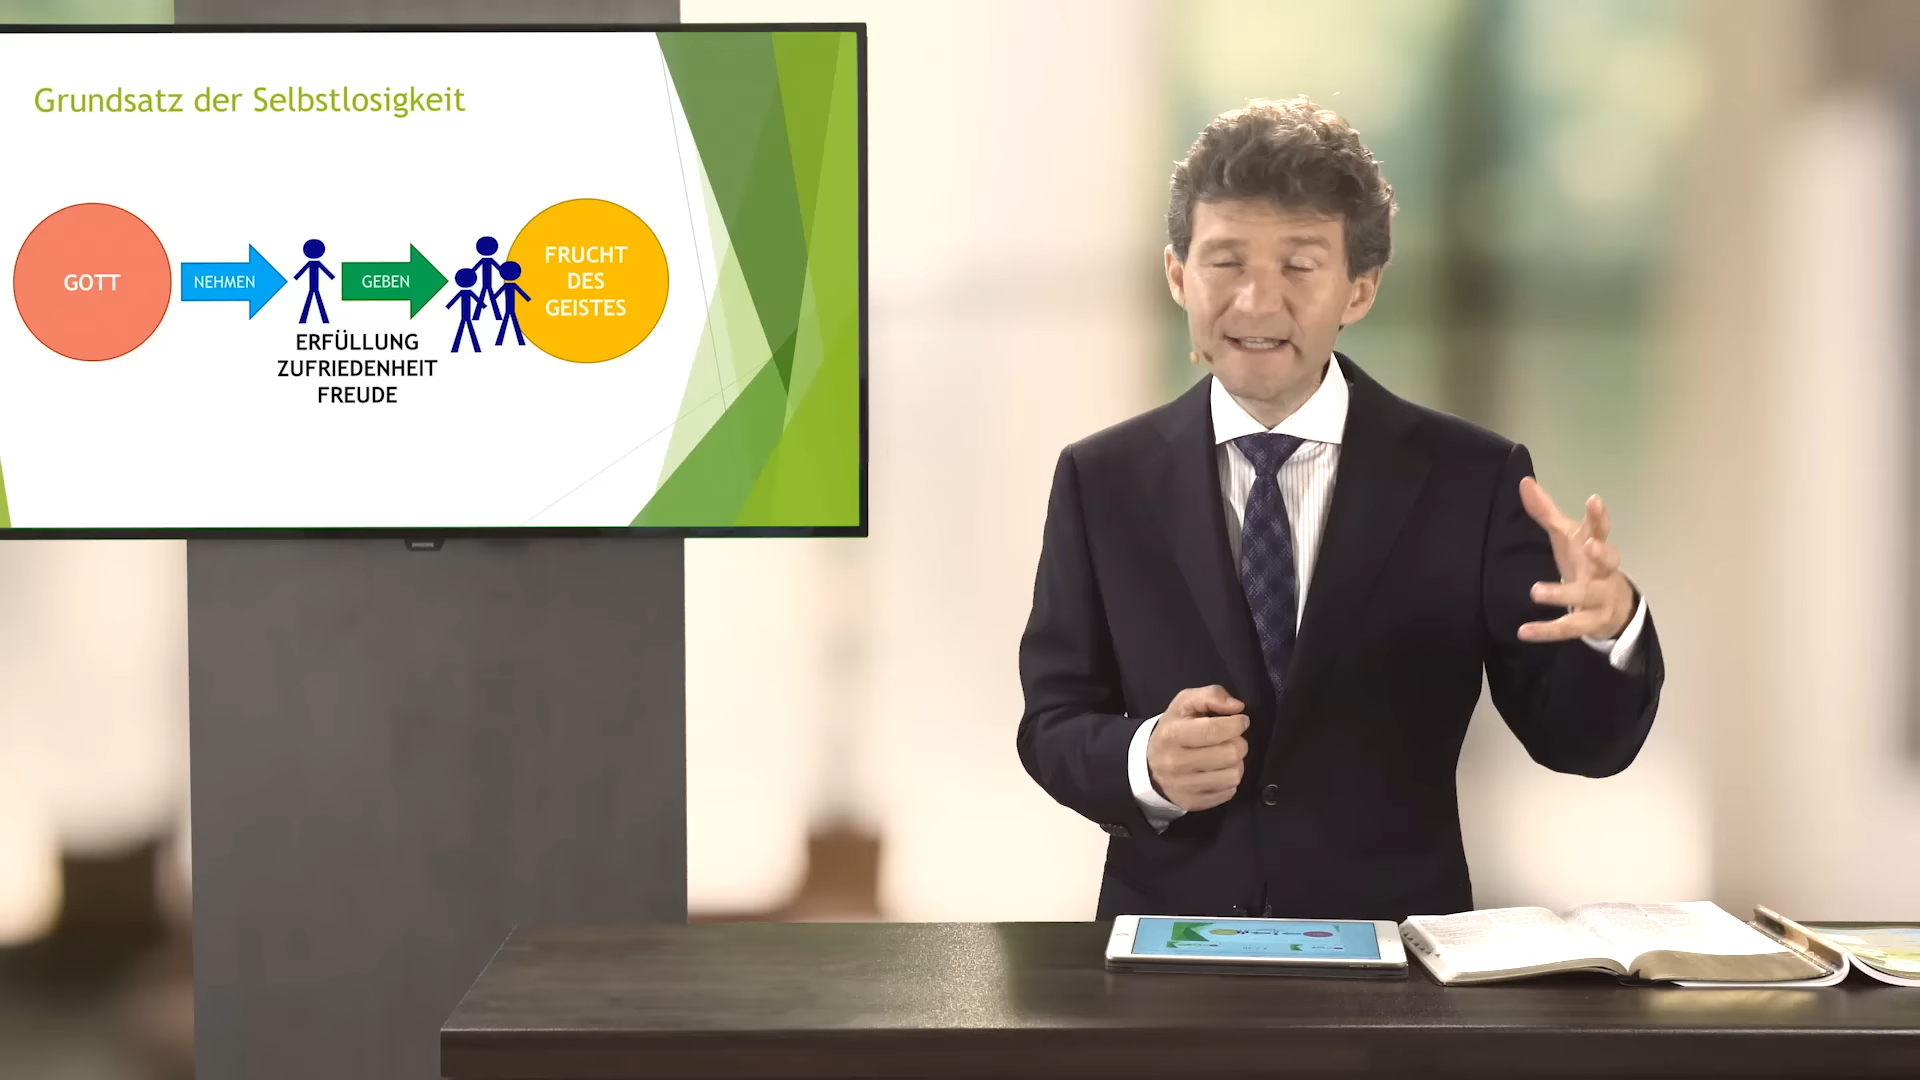 Grundsatz der Selbstlosigkeit
GOTT
NEHMEN
GEBEN
FRUCHT
DES
GEISTES
ERFÜLLUNG
ZUFRIEDENHEIT
FREUDE